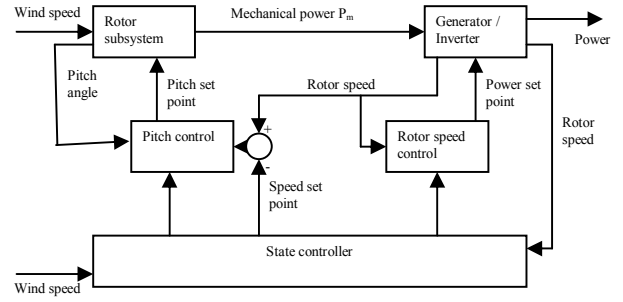 Wind speed
Rotor
subsystem
Mechanical power Pm
Generator /
Inverter
Power
Pitch
angle
Pitch set
point
Rotor speed
Power set
point
Rotor
speed
Pitch control
+
-
Rotor speed
control
Speed set
point
State controller
Wind speed